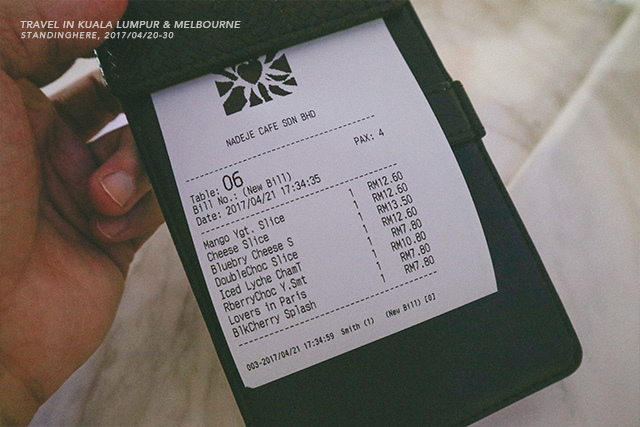 TRAVEL IN KUALA LUMPUR & MELBOURNE
STANDINGHERE, 2017/04/20-30
NADEJE CAFE SDN BHD
PAX: 4
Table: 06
Bill No.: (New Bill)
Date: 2017/04/21 17:34:35
Mango Ygt. Slice 1 RM12.60
Cheese Slice 1 RM12.60
Bluebry Cheese S 1 RM13.50
DoubleChoc Slice 1 RM12.60
Iced Lyche ChamT 1 RM7.80
RberryChoc Y.Smt 1 RM10.80
Lovers in Paris 1 RM7.80
BlkCherry Splash 1 RM7.80
003-2017/04/21 17:34:59 Smith (1) (New Bill) [0]